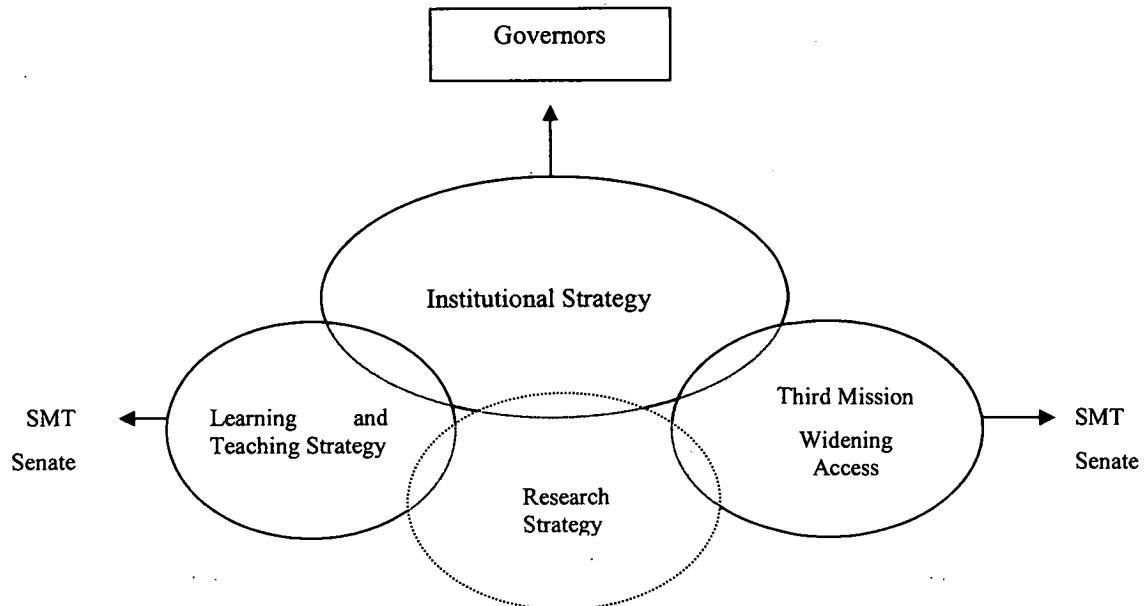 Governors
Institutional Strategy
SMT
Senate
Learning and
Teaching Strategy
Third Mission
Widening
Access
SMT
Senate
Research
Strategy